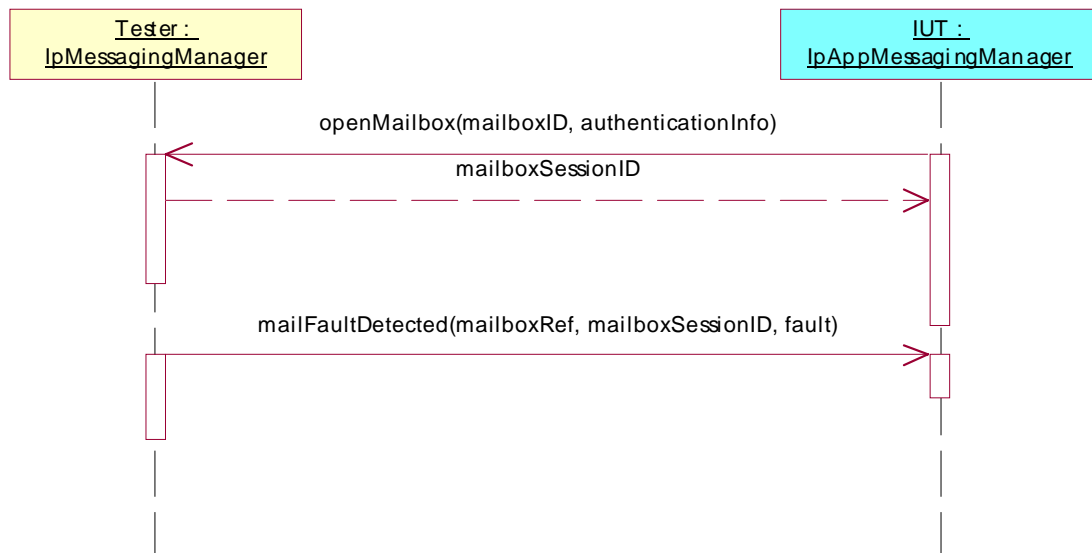 Tester :
IpMessagingManager
IUT :
IpAppMessagingManager
openMailbox(mailboxID, authenticationInfo)
mailboxSessionID
mailFaultDetected(mailboxRef, mailboxSessionID, fault)